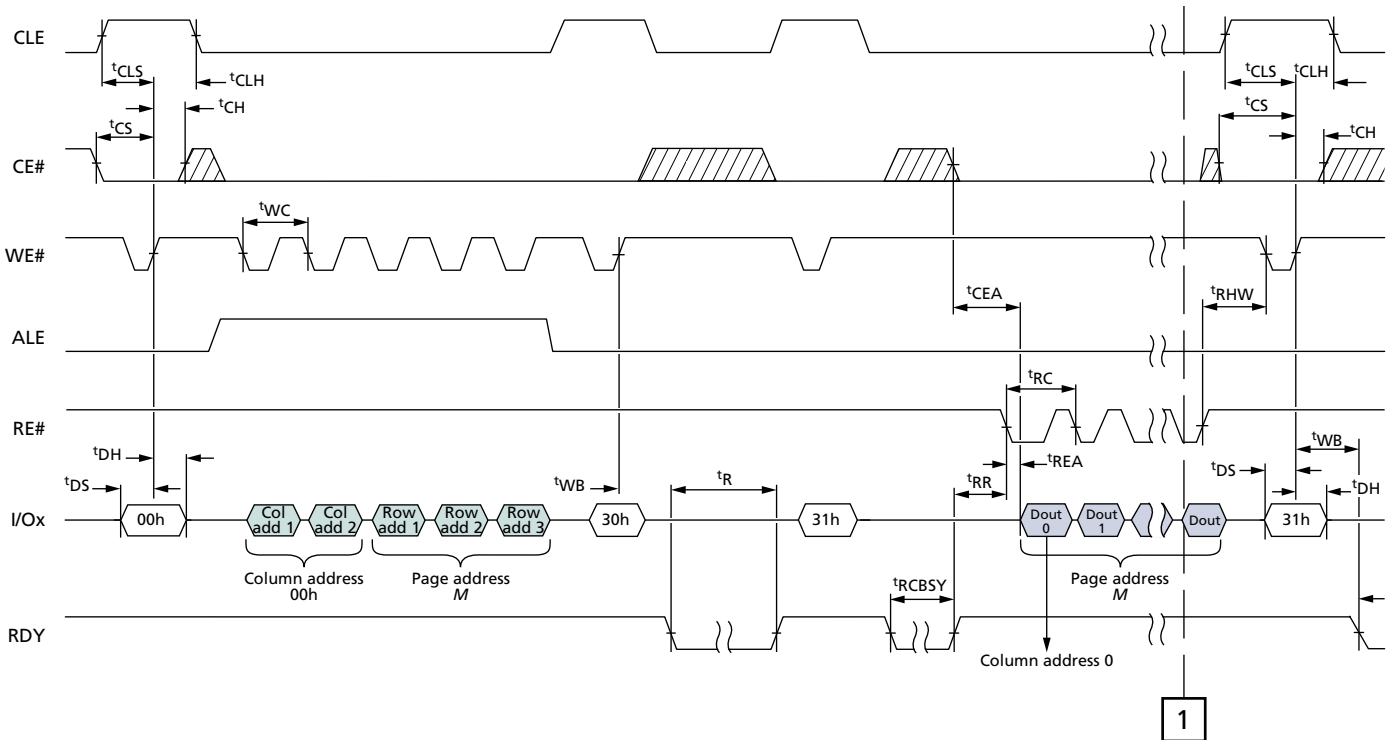 CLE
tCLS
tCLH
tCLS
tCLH
tCH
tCS
tCS
tCH
CE#
tWC
WE#
tCEA
tRHW
ALE
tRC
RE#
tDH
tWB
tDS
tWB
tR
tRR
tREA
tDS
tDH
I/Ox
00h
Col add 1
Col add 2
Row add 1
Row add 2
Row add 3
30h
31h
Dout 0
Dout 1
Dout
31h
Column address
00h
Page address
M
tRCBSY
Page address
M
RDY
Column address 0
1